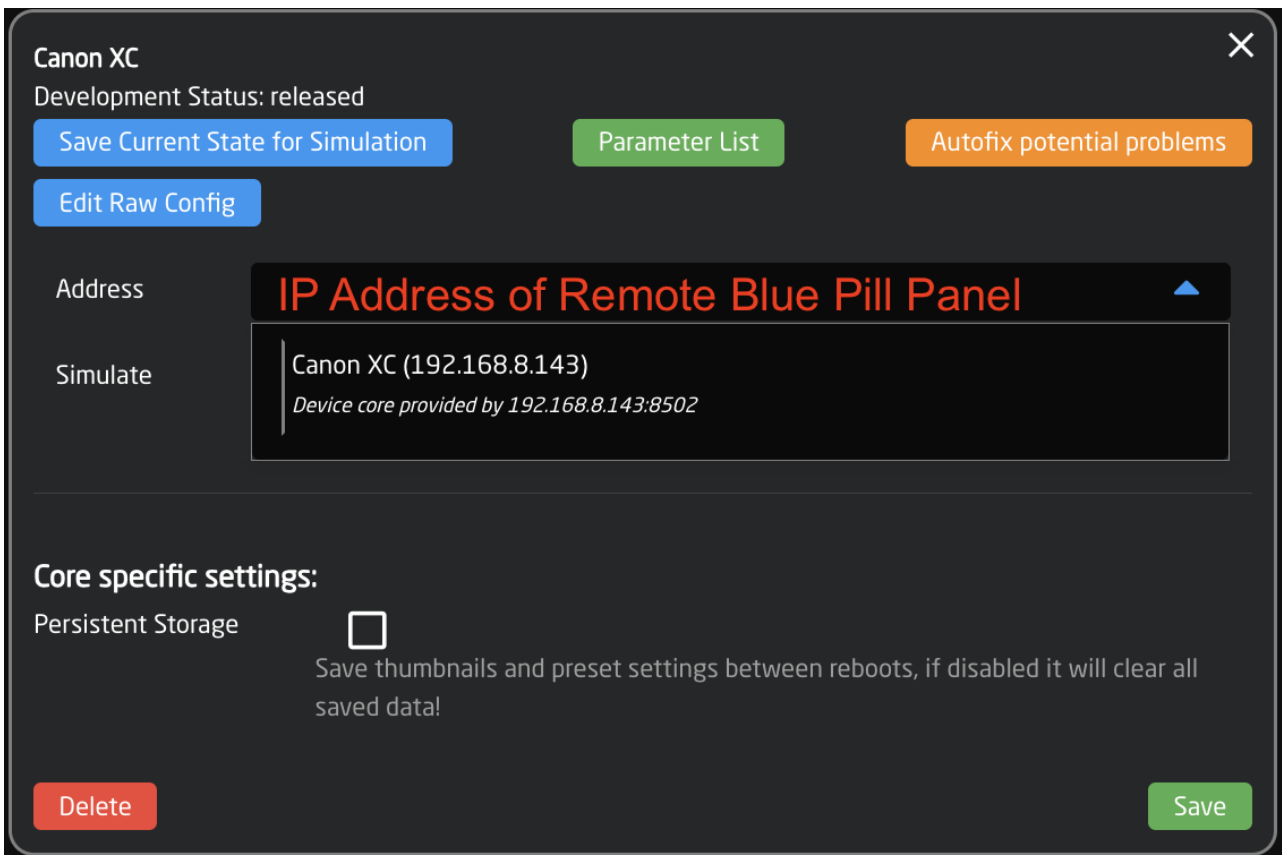 Canon XC
Development Status: released
Save Current State for Simulation
Parameter List
Autofix potential problems
Edit Raw Config
Address
IP Address of Remote Blue Pill Panel
Simulate
Canon XC (192.168.8.143)
Device core provided by 192.168.8.143:8502
Core specific settings:
Persistent Storage
Save thumbnails and preset settings between reboots, if disabled it will clear all
saved data!
Delete
Save